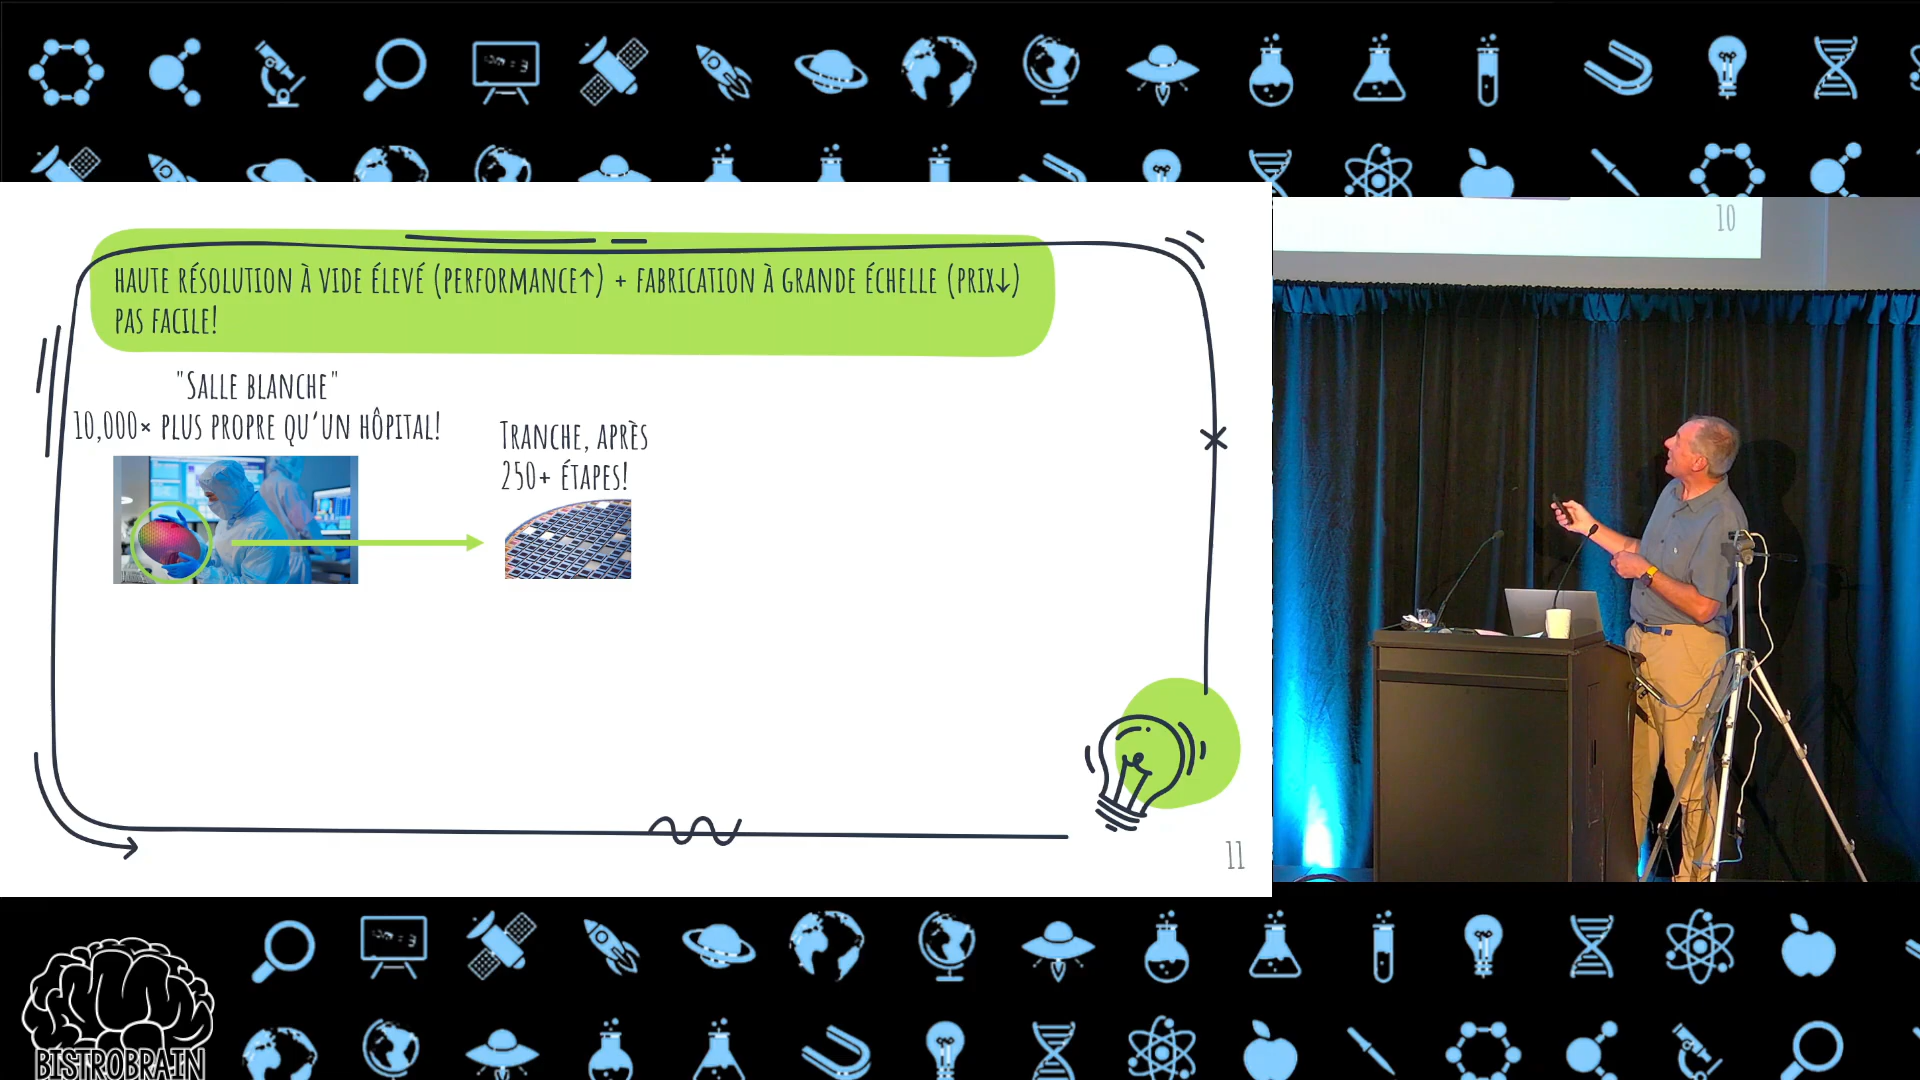 10
HAUTE RÉSOLUTION À VIDE ÉLEVÉ (PERFORMANCE↑) + FABRICATION À GRANDE ÉCHELLE (PRIX↓)
PAS FACILE!
"SALLE BLANCHE"
10,000× PLUS PROPRE QU'UN HÔPITAL!
TRANCHE, APRÈS
250+ ÉTAPES!
11
BISTROBRAIN